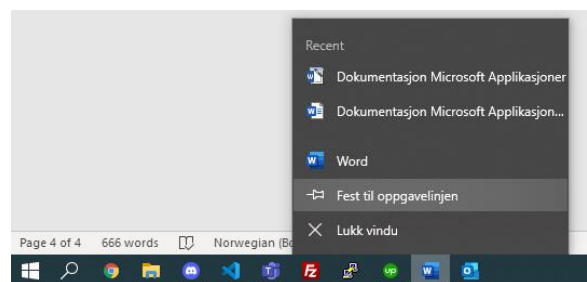 Recent
Dokumentasjon Microsoft Applikasjoner
Dokumentasjon Microsoft Applikasjon...
Word
Fest til oppgavelinjen
Lukk vindu
Page 4 of 4 666 words Norwegian (Bo